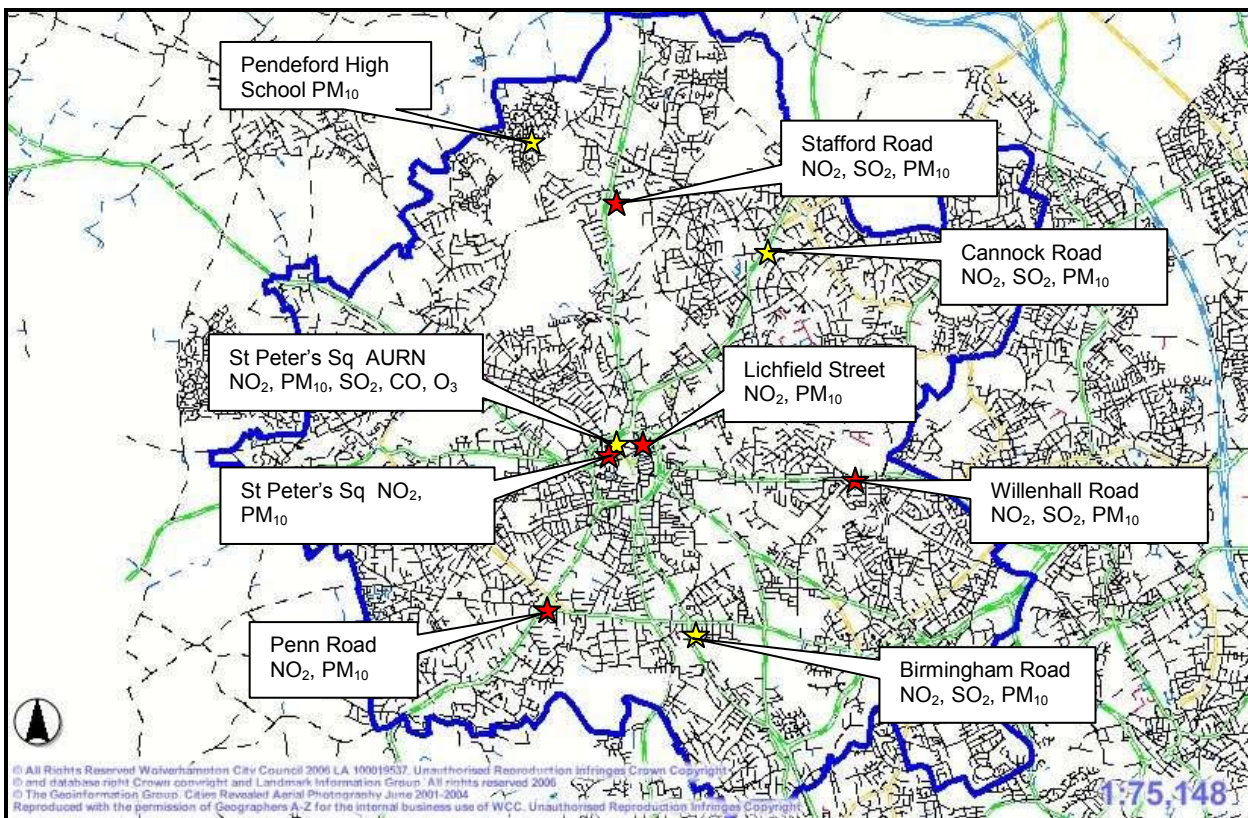 Pendeford High
School PM₁₀
Stafford Road
NO₂, SO₂, PM₁₀
Cannock Road
NO₂, SO₂, PM₁₀
St Peter's Sq AURN
NO₂, PM₁₀, SO₂, CO, O₃
Lichfield Street
NO₂, PM₁₀
St Peter's Sq NO₂,
PM₁₀
Willenhall Road
NO₂, SO₂, PM₁₀
Penn Road
NO₂, PM₁₀
Birmingham Road
NO₂, SO₂, PM₁₀
© All Rights Reserved Wolverhampton City Council 2006 LA 100019537. Unauthorised Reproduction Infringes Crown Copyright
© and database right Crown copyright and Landmark Information Group. All rights reserved 2006
© The Geoinformation Group. Cities Revealed Aerial Photography June 2001-2004
Reproduced with the permission of Geographers A-Z for the internal business use of WCC. Unauthorised Reproduction Infringes Copyright
1:75,148